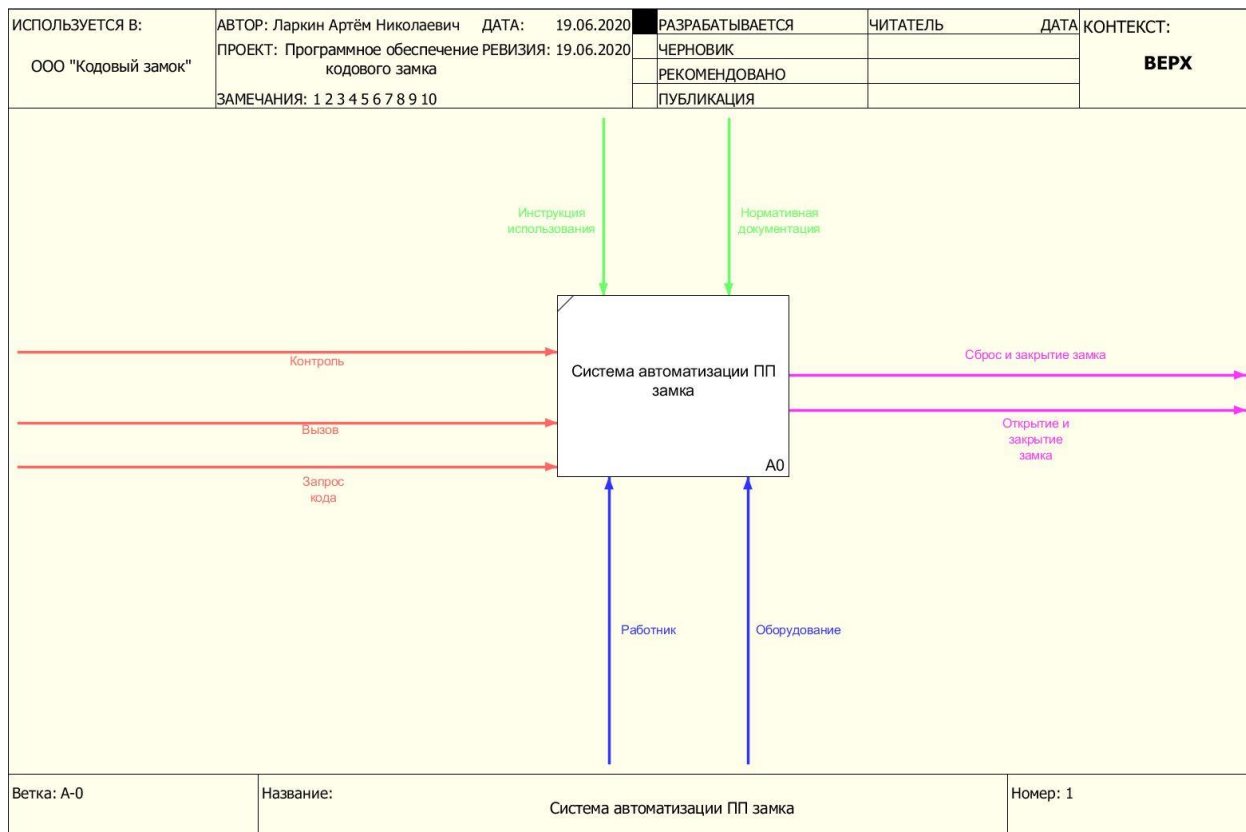 ИСПОЛЬЗУЕТСЯ В:
ООО "Кодовый замок"
АВТОР: Ларкин Артём Николаевич ДАТА: 19.06.2020
ПРОЕКТ: Программное обеспечение РЕВИЗИЯ: 19.06.2020
кодового замка
ЗАМЕЧАНИЯ: 1 2 3 4 5 6 7 8 9 10
РАЗРАБАТЫВАЕТСЯ
ЧЕРНОВИК
РЕКОМЕНДОВАНО
ПУБЛИКАЦИЯ
ЧИТАТЕЛЬ ДАТА
КОНТЕКСТ:
ВЕРХ
Инструкция
использования
Нормативная
документация
Контроль
Вызов
Запрос
кода
Система автоматизации ПП
замка
A0
Сброс и закрытие замка
Открытие и
закрытие
замка
Работник
Оборудование
Ветка: A-0
Название:
Система автоматизации ПП замка
Номер: 1